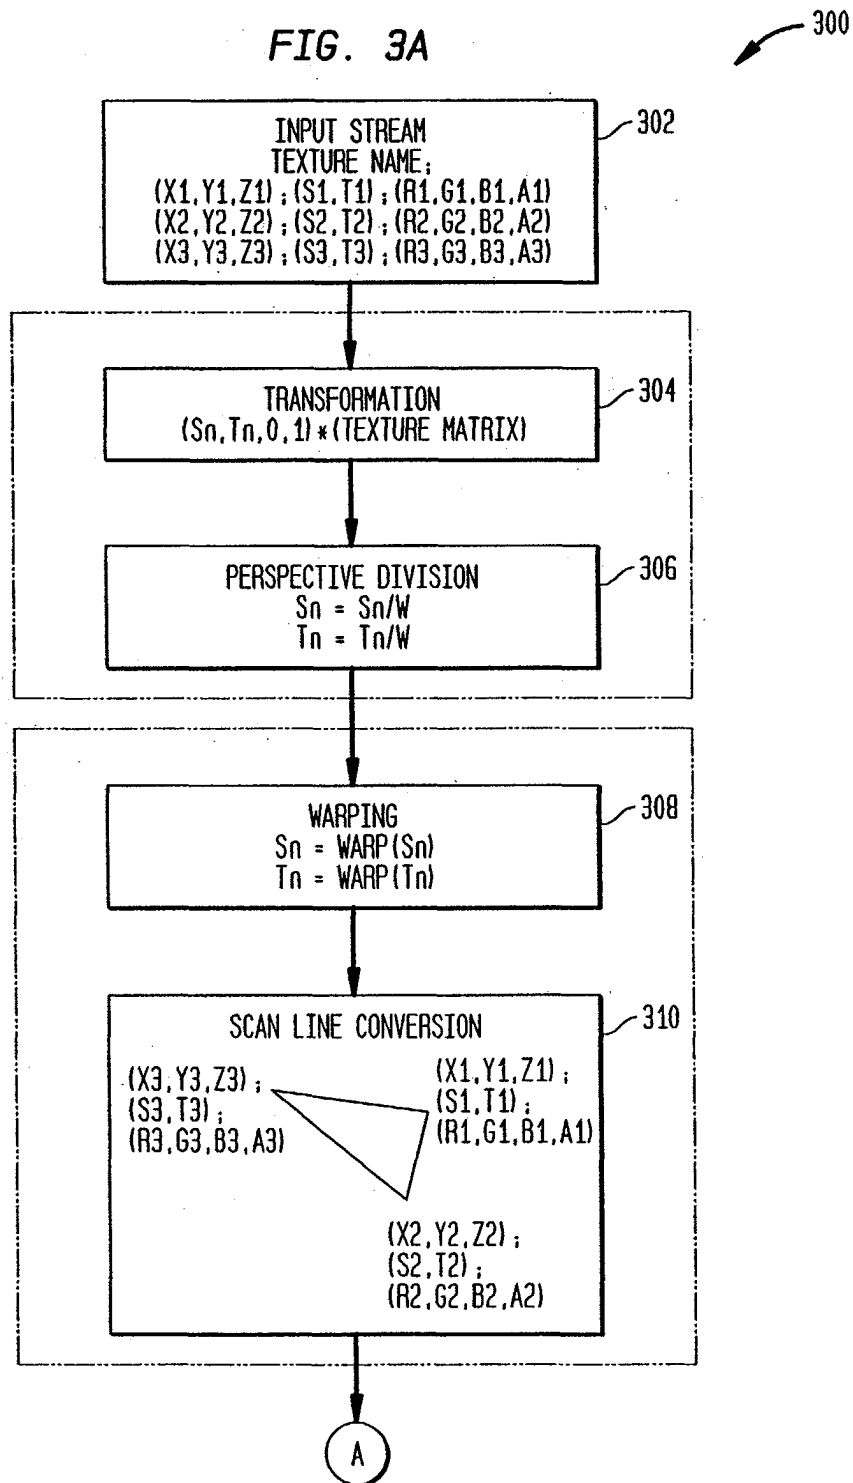 FIG. 3A
300
302
INPUT STREAM
TEXTURE NAME;
(X1,Y1,Z1);(S1,T1);(R1,G1,B1,A1)
(X2,Y2,Z2);(S2,T2);(R2,G2,B2,A2)
(X3,Y3,Z3);(S3,T3);(R3,G3,B3,A3)
304
TRANSFORMATION
(Sn,Tn,0,1)*(TEXTURE MATRIX)
306
PERSPECTIVE DIVISION
Sn = Sn/W
Tn = Tn/W
308
WARPING
Sn = WARP(Sn)
Tn = WARP(Tn)
310
SCAN LINE CONVERSION
(X3,Y3,Z3);
(S3,T3);
(R3,G3,B3,A3)
(X1,Y1,Z1);
(S1,T1);
(R1,G1,B1,A1)
(X2,Y2,Z2);
(S2,T2);
(R2,G2,B2,A2)
A